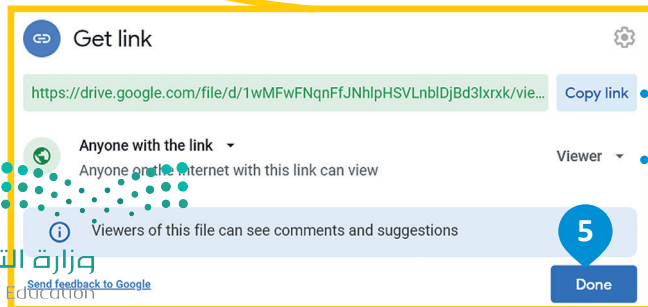 Get link
https://drive.google.com/file/d/1wMFwFNqnFfJNhlpHSVLnblDjBd3lxrxk/vie...
Copy link
Anyone with the link
Anyone on the internet with this link can view
Viewer
Viewers of this file can see comments and suggestions
5
وزارة
Send feedback to Google
Education
Done